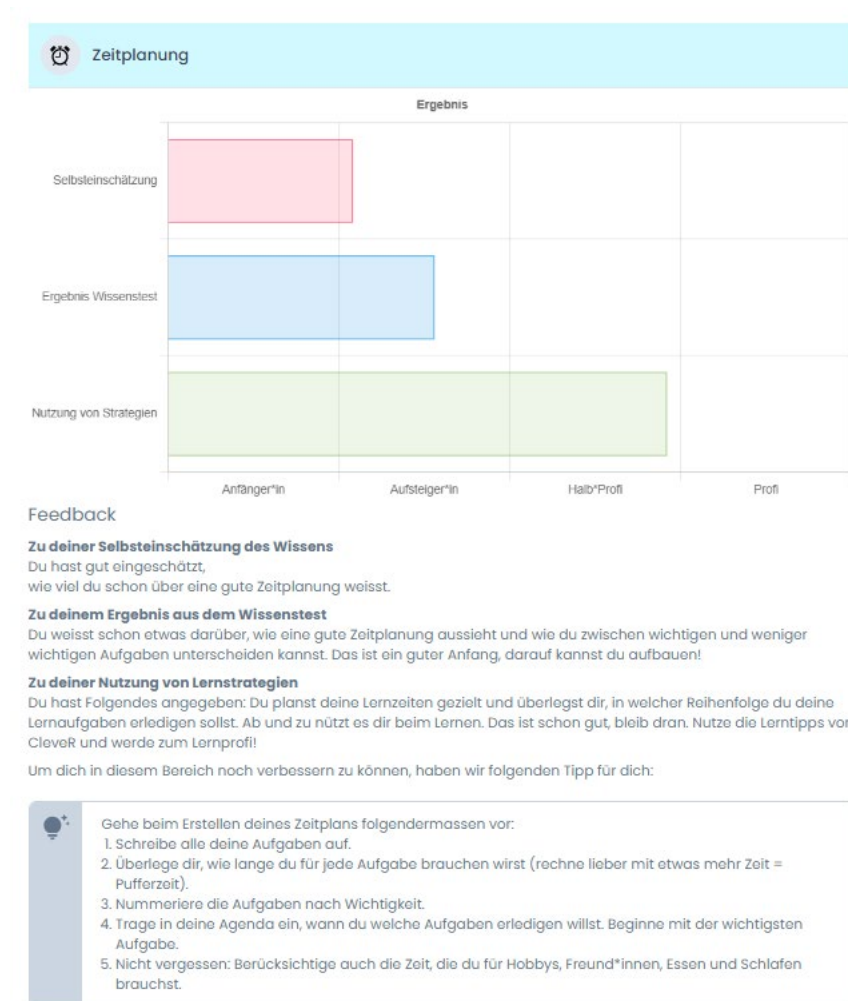 Zeitplanung
Ergebnis
Selbsteinschätzung
Ergebnis Wissenstest
Nutzung von Strategien
Anfänger*in Aufsteiger*in Halb*Profi Profi
Feedback
Zu deiner Selbsteinschätzung des Wissens
Du hast gut eingeschätzt,
wie viel du schon über eine gute Zeitplanung weisst.
Zu deinem Ergebnis aus dem Wissenstest
Du weisst schon etwas darüber, wie eine gute Zeitplanung aussieht und wie du zwischen wichtigen und weniger
wichtigen Aufgaben unterscheiden kannst. Das ist ein guter Anfang, darauf kannst du aufbauen!
Zu deiner Nutzung von Lernstrategien
Du hast Folgendes angegeben: Du planst deine Lernzeiten gezielt und überlegst dir, in welcher Reihenfolge du deine
Lernaufgaben erledigen sollst. Ab und zu nützt es dir beim Lernen. Das ist schon gut, bleib dran. Nutze die Lerntipps von
CleveR und werde zum Lernprofi!
Um dich in diesem Bereich noch verbessern zu können, haben wir folgenden Tipp für dich:
Gehe beim Erstellen deines Zeitplans folgendermassen vor:
1. Schreibe alle deine Aufgaben auf.
2. Überlege dir, wie lange du für jede Aufgabe brauchen wirst (rechne lieber mit etwas mehr Zeit =
Pufferzeit).
3. Nummeriere die Aufgaben nach Wichtigkeit.
4. Trage in deine Agenda ein, wann du welche Aufgaben erledigen willst. Beginne mit der wichtigsten
Aufgabe.
5. Nicht vergessen: Berücksichtige auch die Zeit, die du für Hobbys, Freund*innen, Essen und Schlafen
brauchst.